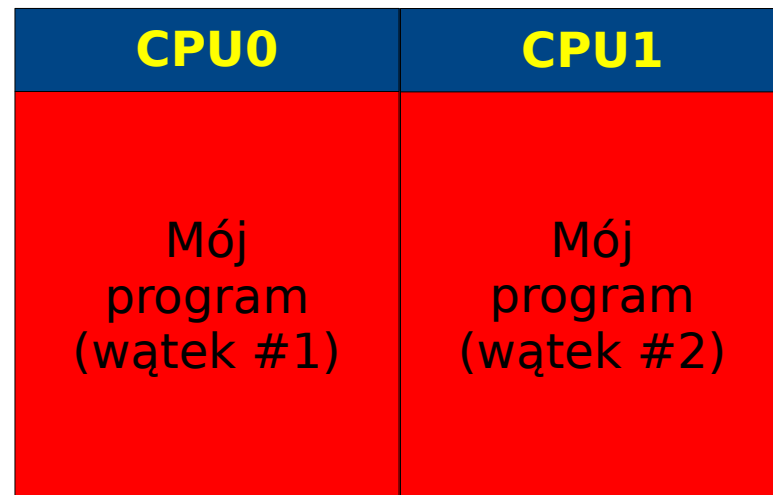 CPU0
CPU1
Mój
program
(wątek #1)
Mój
program
(wątek #2)